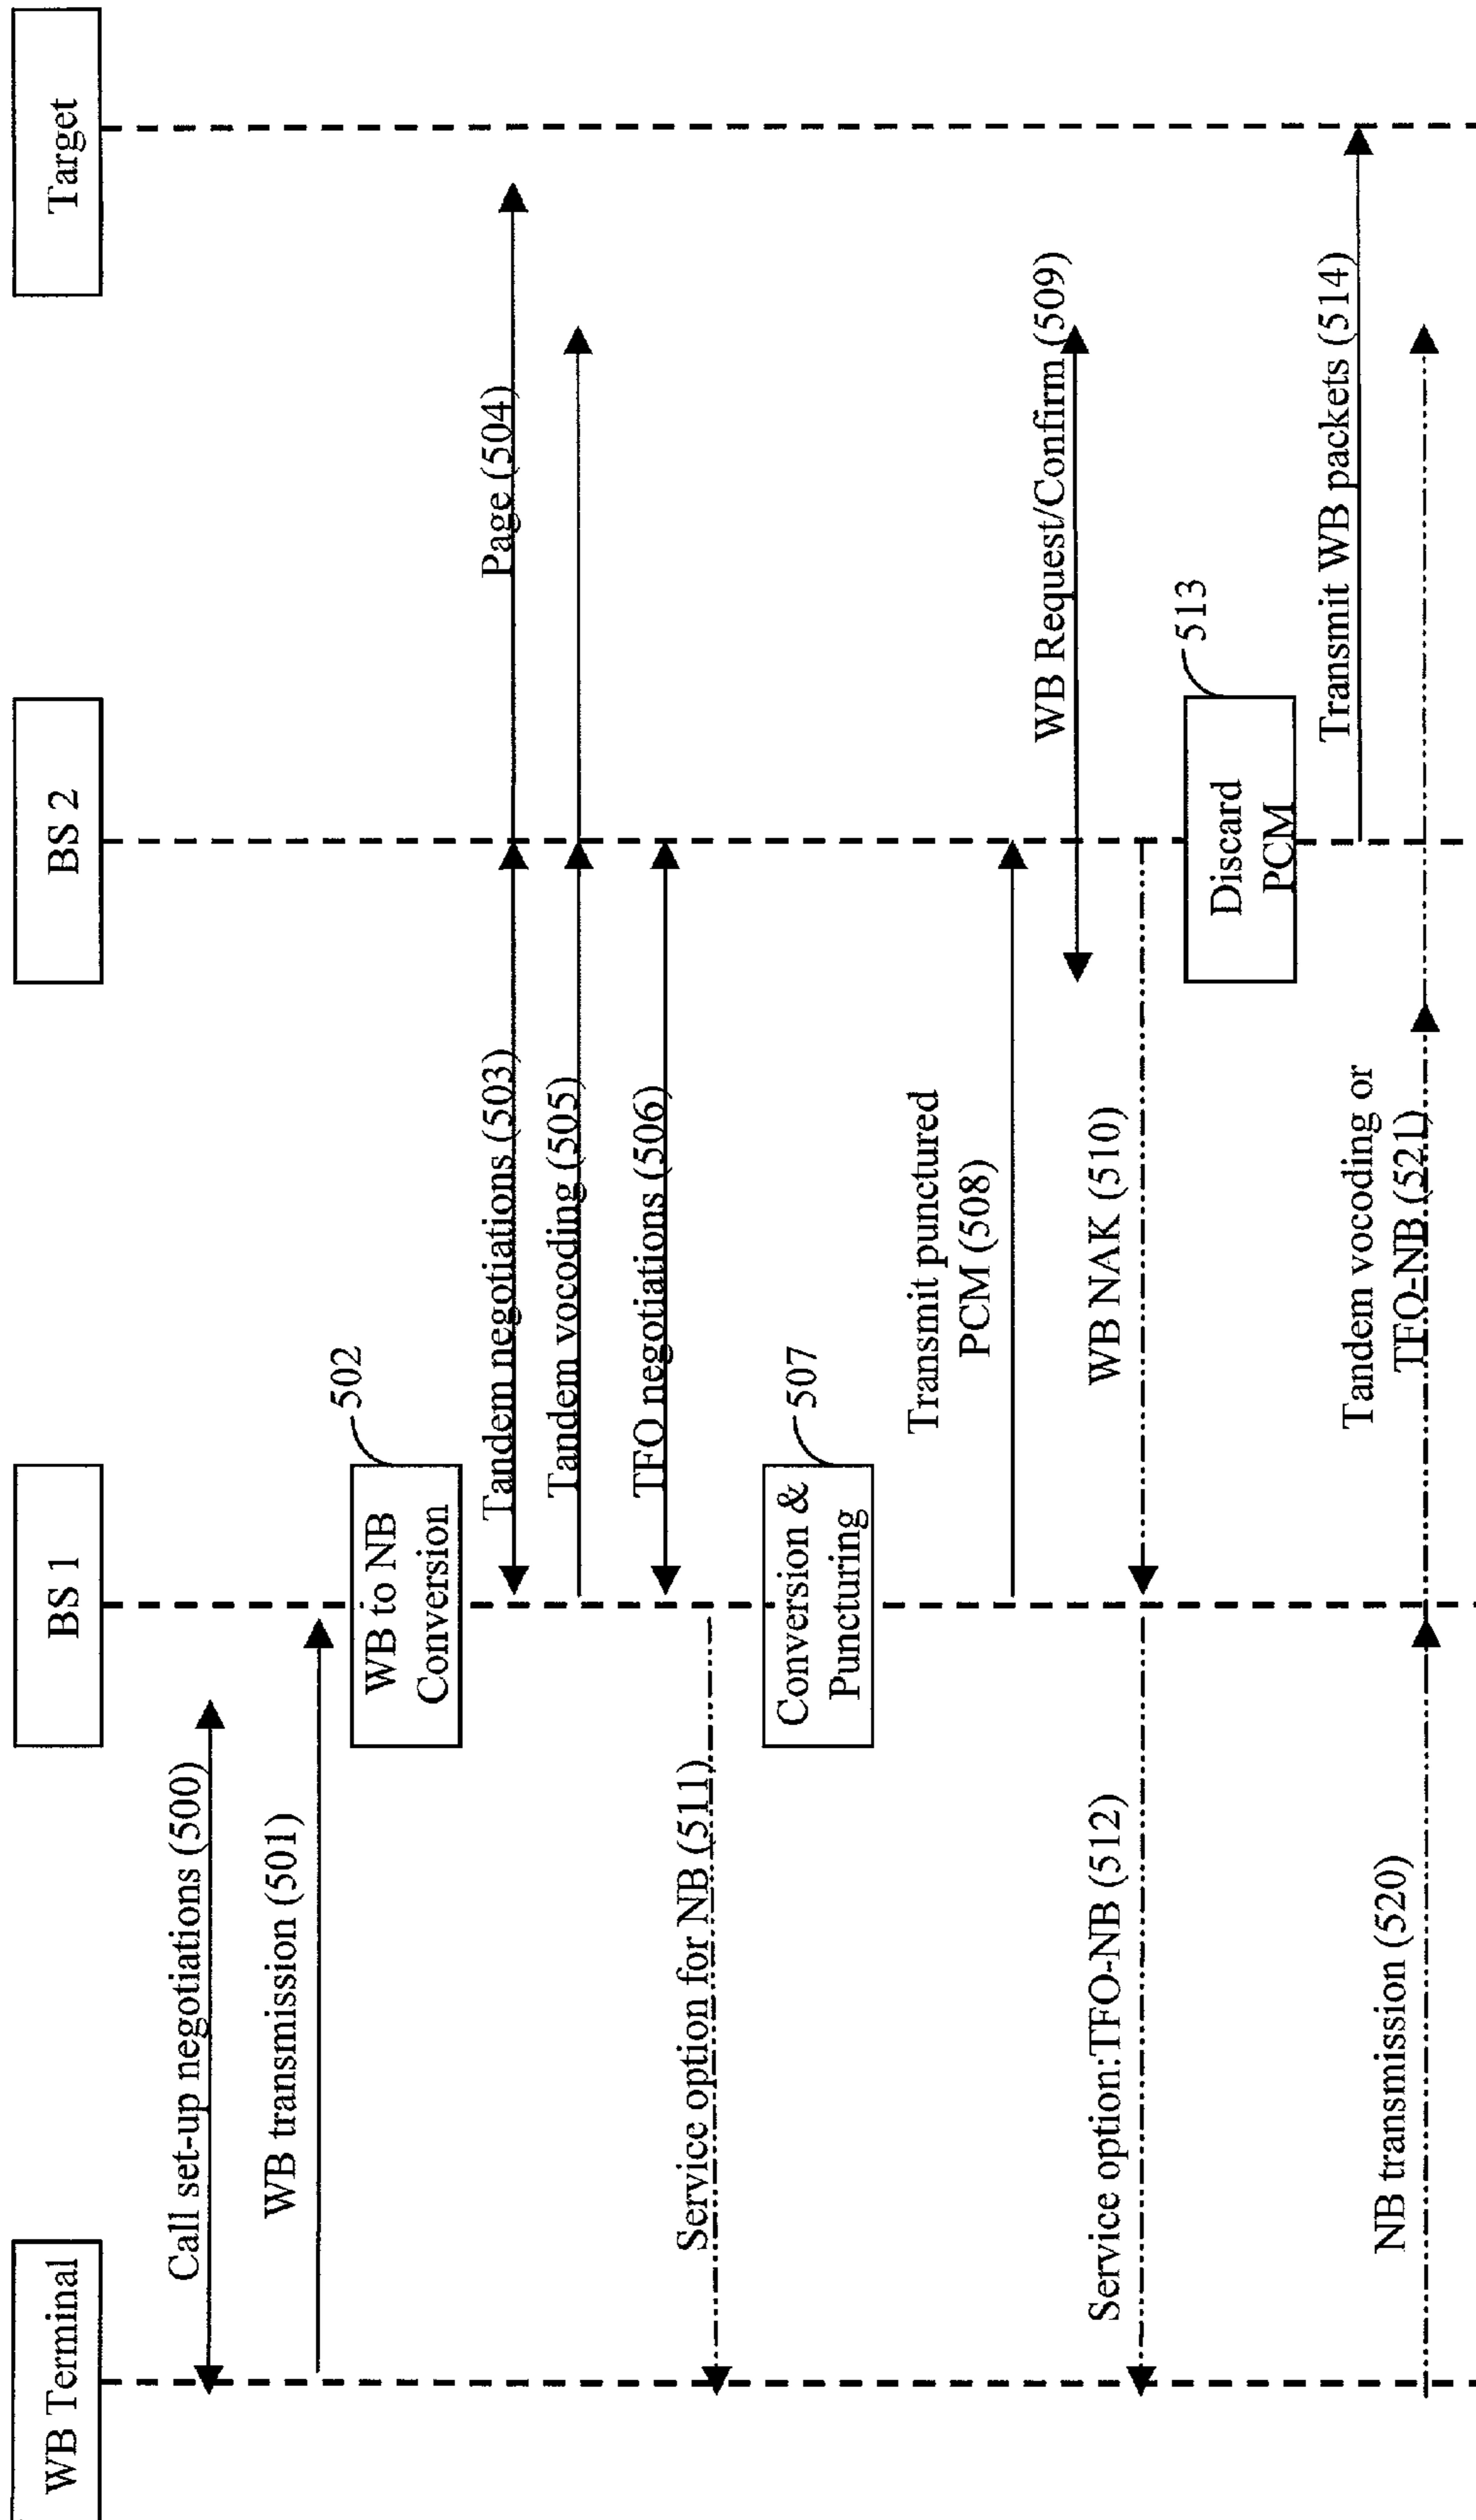 WB Terminal
BS 1
BS 2
Target
Call set-up negotiations (500)
WB transmission (501)
502
WB to NB
Conversion
Tandem negotiations (503)
Page (504)
Tandem vocoding (505)
TFO negotiations (506)
Service option for NB (511)
507
Conversion &
Puncturing
Transmit punctured
PCM (508)
WB Request/Confirm (509)
WB NAK (510)
Service option:TFO-NB (512)
513
Discard
PCM
Transmit WB packets (514)
NB transmission (520)
Tandem vocoding or
TFO-NB (521)